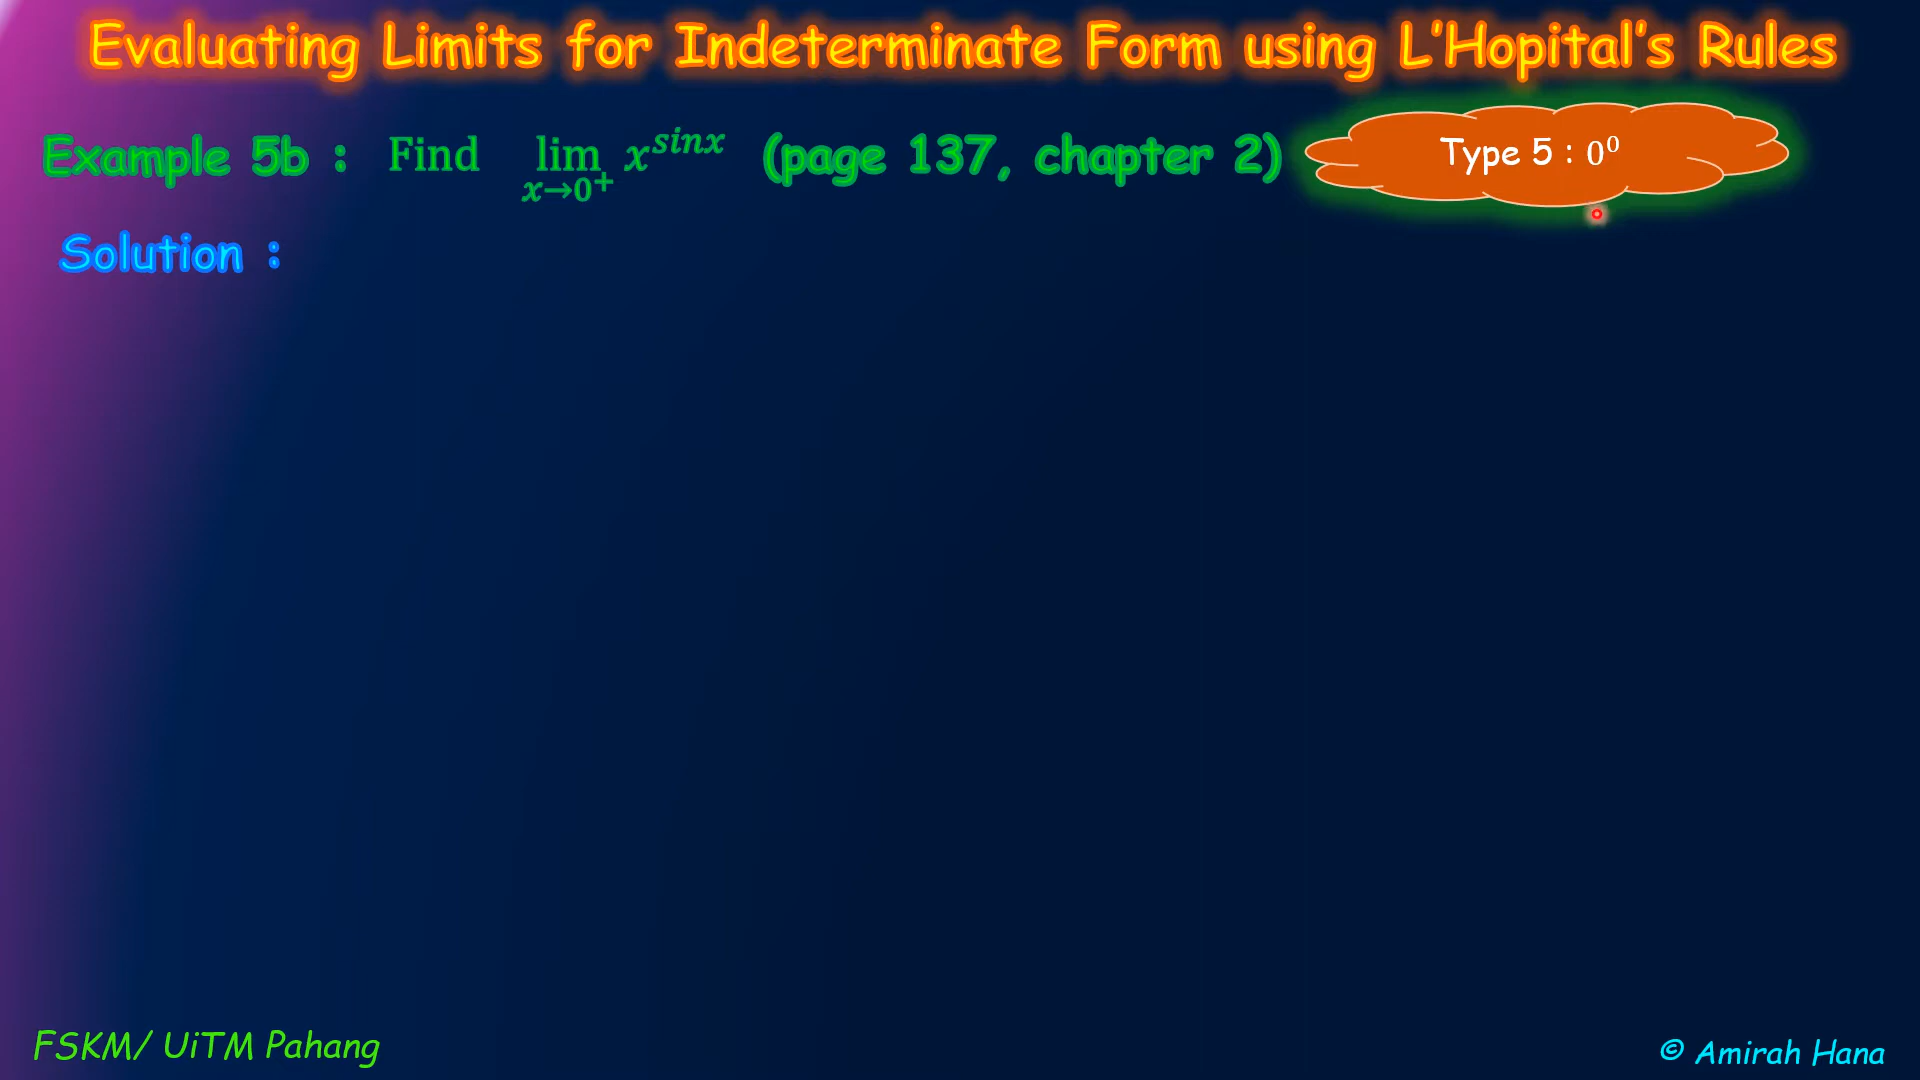 Evaluating Limits for Indeterminate Form using L'Hopital's Rules
Example 5b : Find lim x→0⁺ x^sinx (page 137, chapter 2)
Type 5 : 0⁰
Solution :
FSKM/ UiTM Pahang
© Amirah Hana